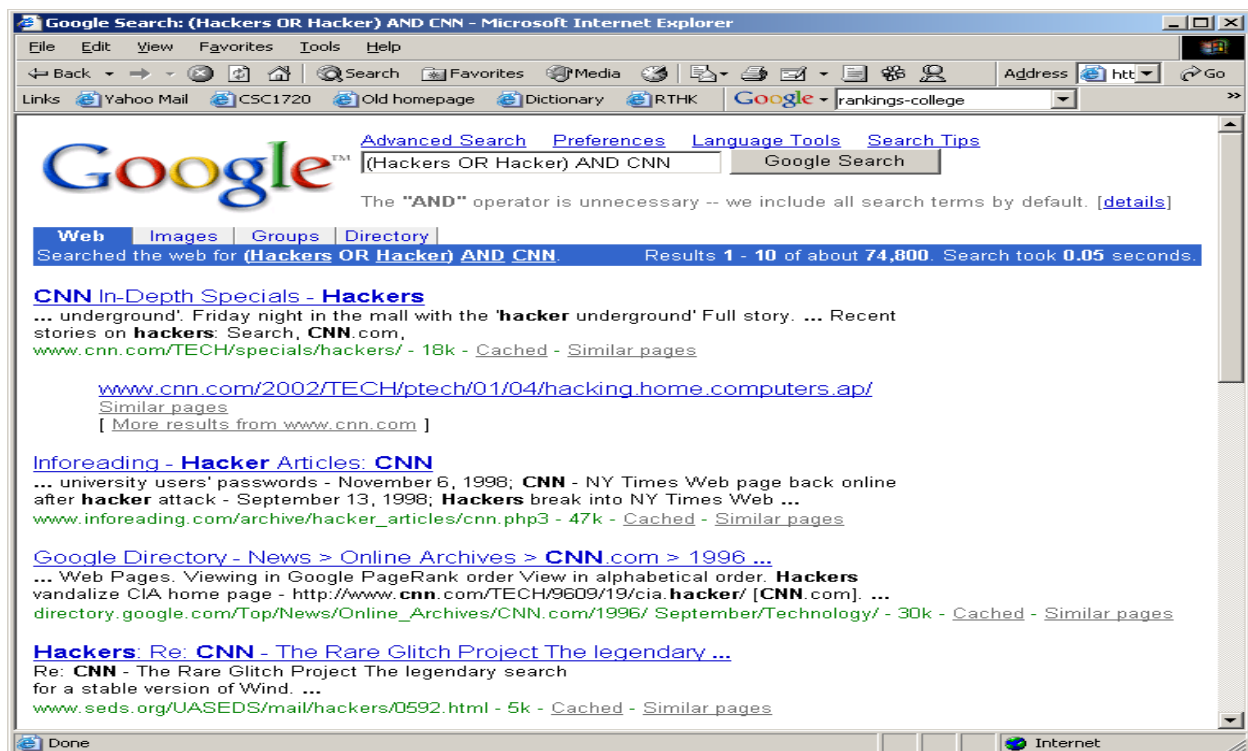 Google Search: (Hackers OR Hacker) AND CNN - Microsoft Internet Explorer
File Edit View Favorites Tools Help
Back Search Favorites Media Address htt Go
Links Yahoo Mail CSC1720 Old homepage Dictionary RTHK Google rankings-college »
Advanced Search Preferences Language Tools Search Tips
Google™ (Hackers OR Hacker) AND CNN Google Search
The "AND" operator is unnecessary -- we include all search terms by default. [details]
Web Images Groups Directory
Searched the web for (Hackers OR Hacker) AND CNN. Results 1 - 10 of about 74,800. Search took 0.05 seconds.
CNN In-Depth Specials - Hackers
... underground'. Friday night in the mall with the 'hacker underground' Full story. ... Recent
stories on hackers: Search, CNN.com,
www.cnn.com/TECH/specials/hackers/ - 18k - Cached - Similar pages
www.cnn.com/2002/TECH/ptech/01/04/hacking.home.computers.ap/
Similar pages
[ More results from www.cnn.com ]
Inforeading - Hacker Articles: CNN
... university users' passwords - November 6, 1998; CNN - NY Times Web page back online
after hacker attack - September 13, 1998; Hackers break into NY Times Web ...
www.inforeading.com/archive/hacker_articles/cnn.php3 - 47k - Cached - Similar pages
Google Directory - News > Online Archives > CNN.com > 1996 ...
... Web Pages. Viewing in Google PageRank order View in alphabetical order. Hackers
vandalize CIA home page - http://www.cnn.com/TECH/9609/19/cia.hacker/ [CNN.com]. ...
directory.google.com/Top/News/Online_Archives/CNN.com/1996/ September/Technology/ - 30k - Cached - Similar pages
Hackers: Re: CNN - The Rare Glitch Project The legendary ...
Re: CNN - The Rare Glitch Project The legendary search
for a stable version of Wind. ...
www.seds.org/UASEDS/mail/hackers/0592.html - 5k - Cached - Similar pages
Done Internet